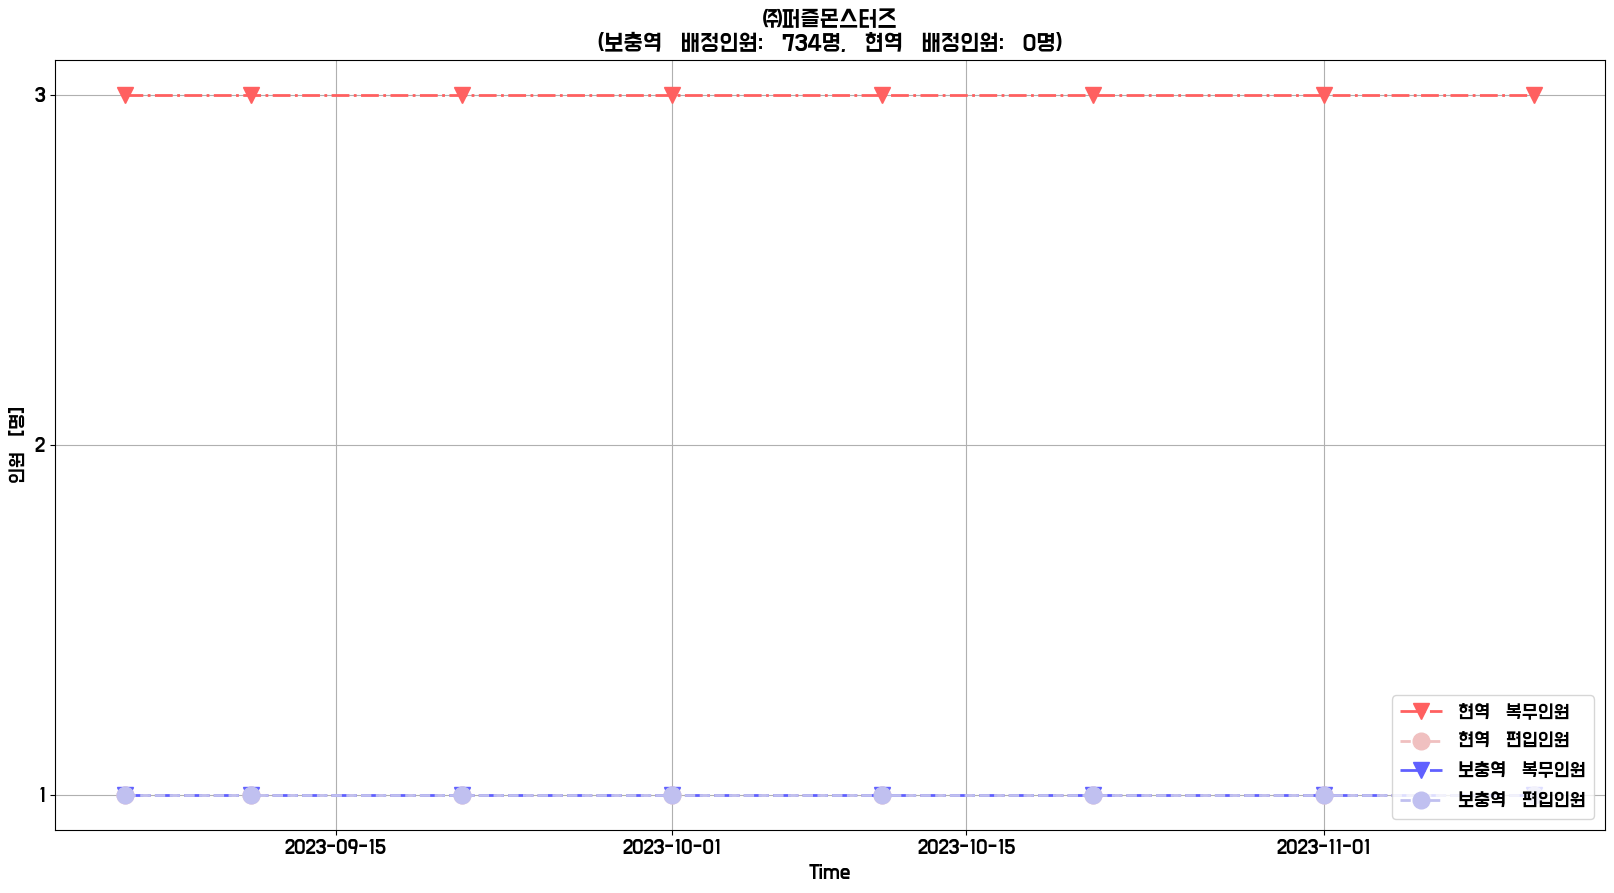 ㈜퍼즐몬스터즈
(보충역 배정인원: 734명, 현역 배정인원: 0명)
3
2
1
인원 [명]
2023-09-15
2023-10-01
2023-10-15
2023-11-01
Time
현역 복무인원
현역 편입인원
보충역 복무인원
보충역 편입인원